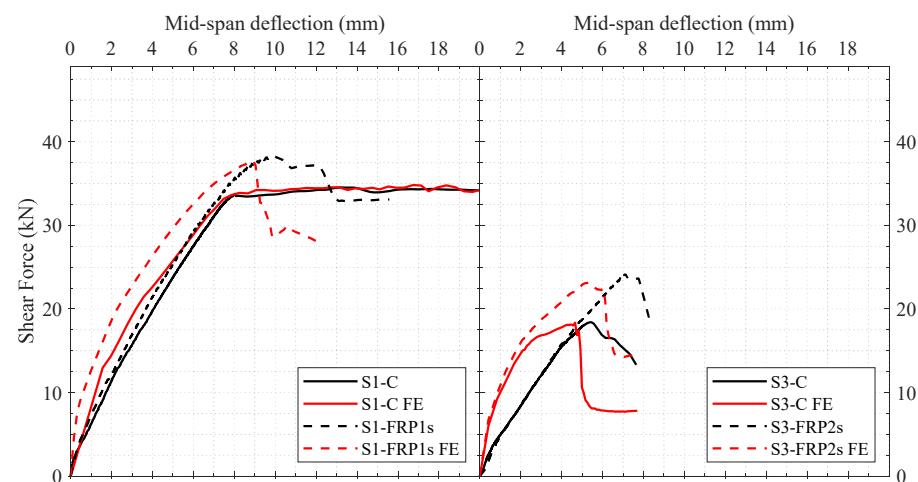 Mid-span deflection (mm)
Mid-span deflection (mm)
0 2 4 6 8 10 12 14 16 18
0 2 4 6 8 10 12 14 16 18
40 40
30 30
20 20
10 10
0 0
Shear Force (kN)
S1-C
S1-C FE
S1-FRP1s
S1-FRP1s FE
S3-C
S3-C FE
S3-FRP2s
S3-FRP2s FE